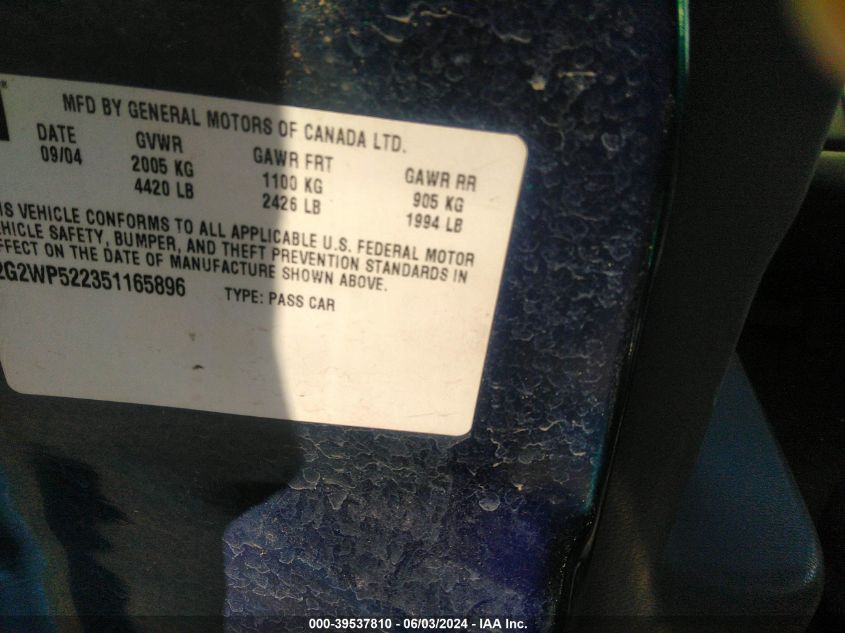 MFD BY GENERAL MOTORS OF CANADA LTD.
DATE GVWR GAWR FRT GAWR RR
09/04 2005 KG 1100 KG 905 KG
4420 LB 2426 LB 1994 LB
IS VEHICLE CONFORMS TO ALL APPLICABLE U.S. FEDERAL MOTOR
EHICLE SAFETY, BUMPER, AND THEFT PREVENTION STANDARDS IN
FFECT ON THE DATE OF MANUFACTURE SHOWN ABOVE.
2G2WP522351165896 TYPE: PASS CAR
000-39537810 - 06/03/2024 - IAA Inc.